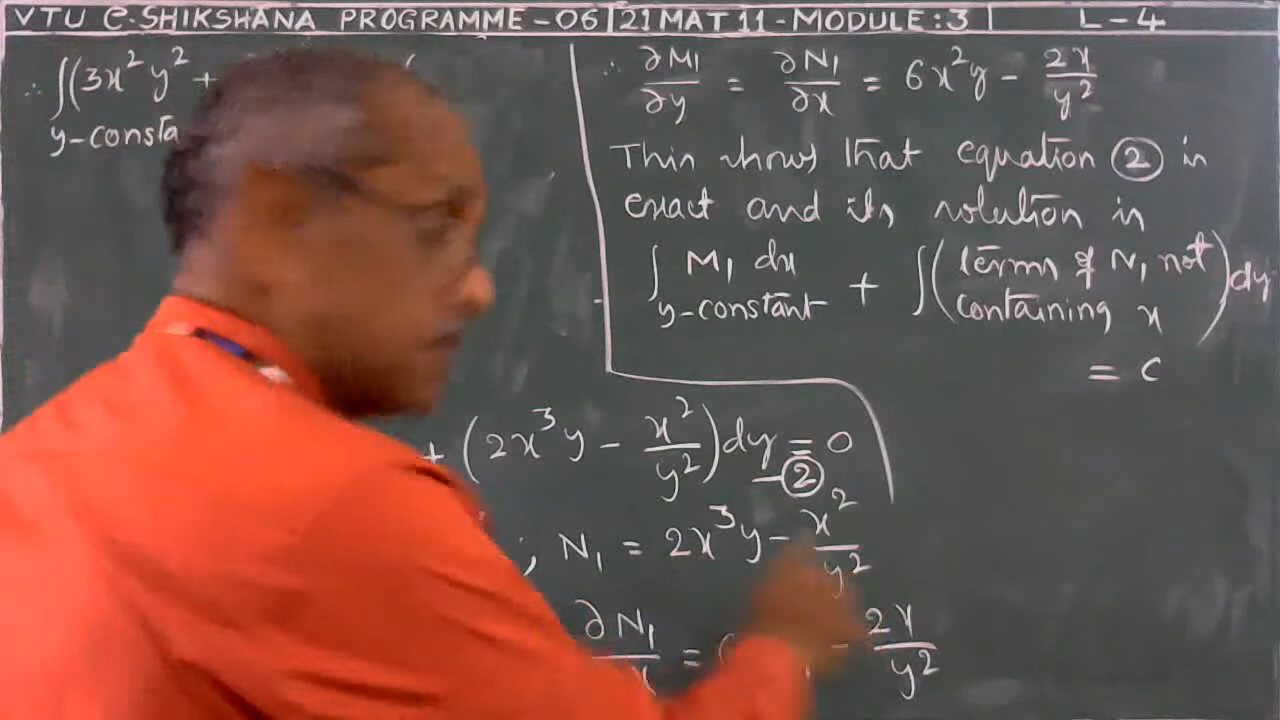 VTU e-SHIKSHANA PROGRAMME - 06 | 21MAT11 - MODULE : 3 | L - 4
∴ ∫(3x²y² +
y-consta
∴ ∂M₁/∂y = ∂N₁/∂x = 6x²y - 2x/y²
This shows that equation ② is
exact and its solution is
∫ M₁ dx + ∫(terms of N₁ not containing x) dy
y-constant
= c
+ (2x³y - x²/y²)dy = 0
- ②
; N₁ = 2x³y - x²/y²
∂N₁/ = - 2x/y²